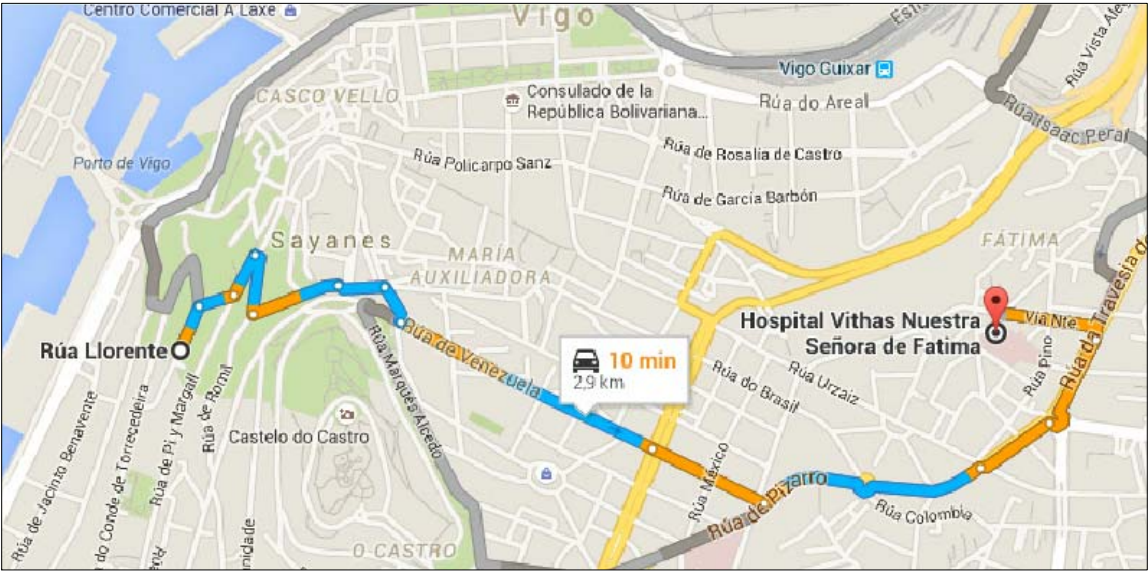 Centro Comercial A Laxe
Vigo
Vigo Guixar
Rúa Vista Aleg
CASCO VELLO
Consulado de la
República Bolivariana...
Rúa do Areal
Rúa Isaac Peral
Porto de Vigo
Rúa Policarpo Sanz
Rúa de Rosalía de Castro
Rúa de García Barbón
Sayanes
MARÍA
AUXILIADORA
FÁTIMA
Rúa da Travesía d
Rúa Llorente
Rúa de Venezuela
10 min
2,9 km
Hospital Vithas Nuestra
Señora de Fatima
Vía Nte
Rúa Pino
Rúa do Brasil
Rúa Urzaiz
Rúa de Jacinto Benavente
do Conde de Torrecedeira
Rúa de Pi y Margall
Rúa de Romil
Rúa Marqués Alcedo
Castelo do Castro
Rúa México
Rúa de Pizarro
Rúa Colombia
O CASTRO
Rúa
nidade